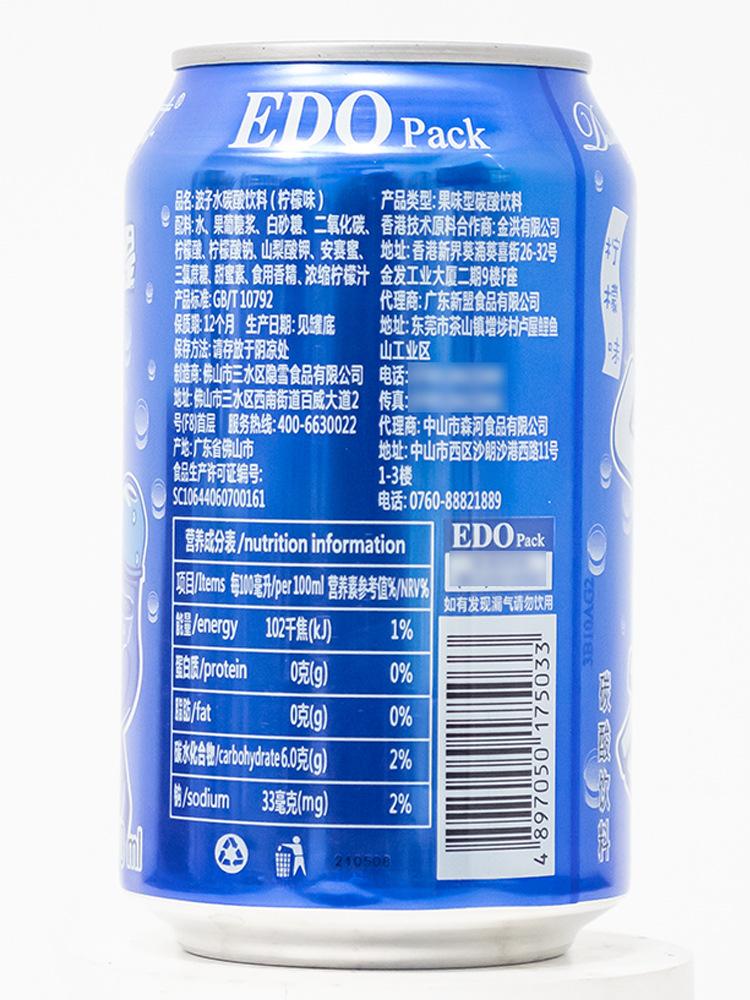 EDO Pack
品名:波子水碳酸饮料(柠檬味)
配料:水、果葡糖浆、白砂糖、二氧化碳、
柠檬酸、柠檬酸钠、山梨酸钾、安赛蜜、
三氯蔗糖、甜蜜素、食用香精、浓缩柠檬汁
产品标准:GB/T 10792
保质期:12个月 生产日期:见罐底
保存方法:请存放于阴凉处
制造商:佛山市三水区隐雪食品有限公司
地址:佛山市三水区西南街道百威大道2
号(F8)首层 服务热线:400-6630022
产地:广东省佛山市
食品生产许可证编号:
SC10644060700161
产品类型:果味型碳酸饮料
香港技术原料合作商:金洪有限公司
地址:香港新界葵涌葵喜街26-32号
金发工业大厦二期9楼F座
代理商:广东新盟食品有限公司
地址:东莞市茶山镇增埗村卢屋鲤鱼
山工业区
电话:
传真:
代理商:中山市森河食品有限公司
地址:中山市西区沙朗沙港西路11号
1-3楼
电话:0760-88821889
营养成分表/nutrition information
项目/Items 每100毫升/per 100ml 营养素参考值%/NRV%
能量/energy 102千焦(kJ) 1%
蛋白质/protein 0克(g) 0%
脂肪/fat 0克(g) 0%
碳水化合物/carbohydrate 6.0克(g) 2%
钠/sodium 33毫克(mg) 2%
EDO Pack
如有发现漏气请勿饮用
4 897050 175033
210508
3B10AG2
柠檬味
碳酸饮料
ml